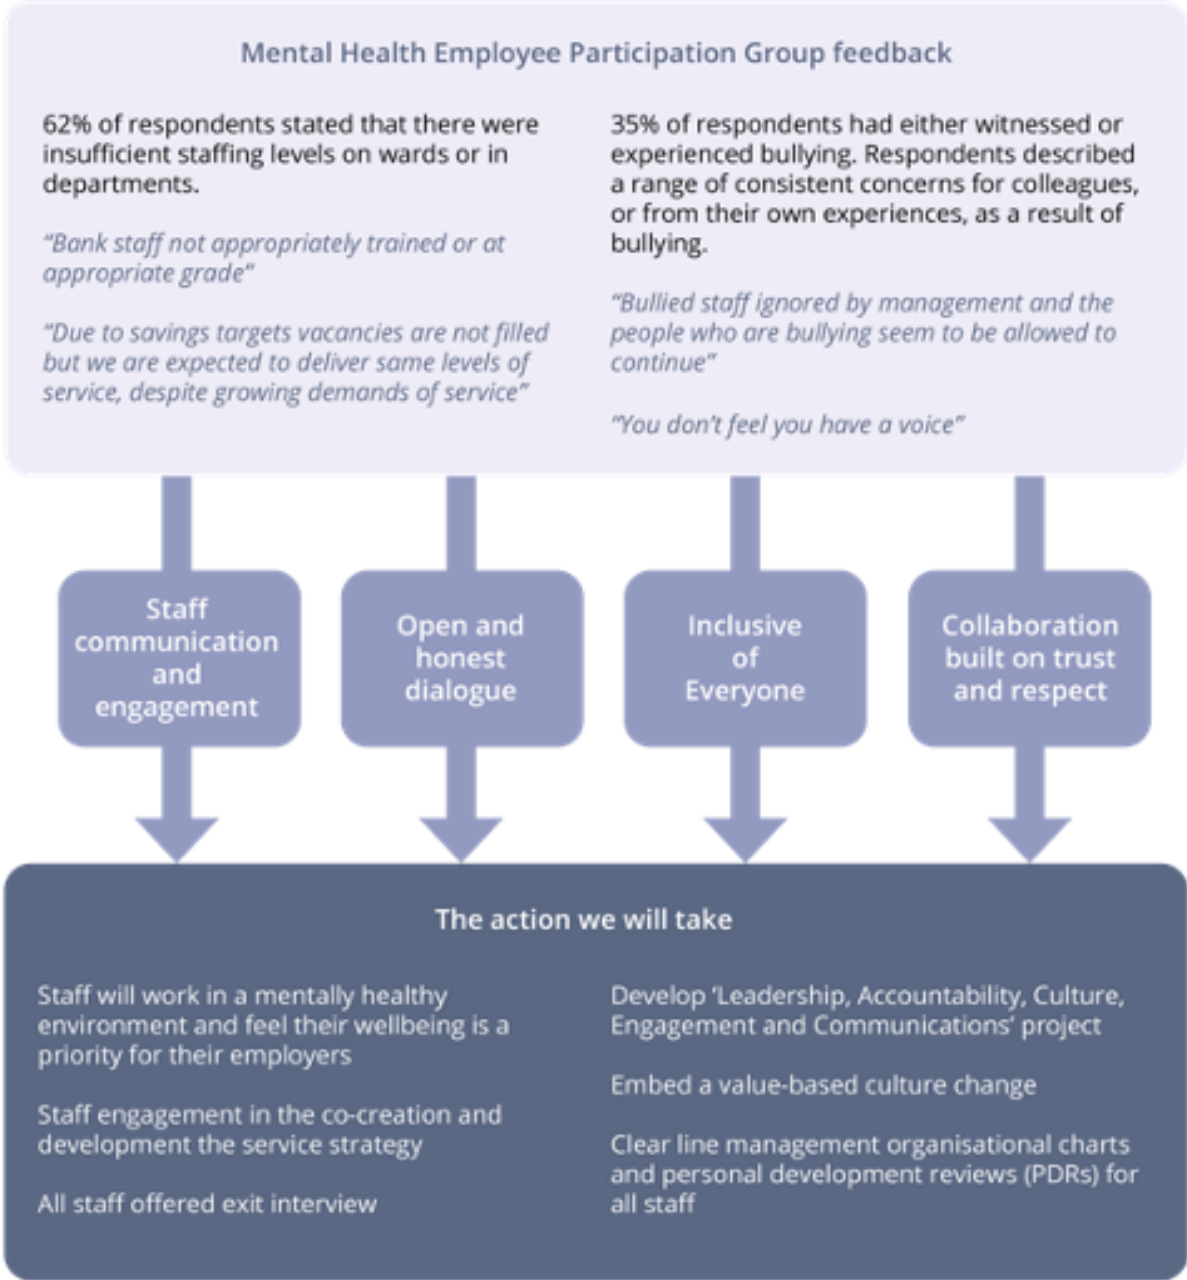 Mental Health Employee Participation Group feedback
62% of respondents stated that there were
insufficient staffing levels on wards or in
departments.
“Bank staff not appropriately trained or at
appropriate grade”
“Due to savings targets vacancies are not filled
but we are expected to deliver same levels of
service, despite growing demands of service”
35% of respondents had either witnessed or
experienced bullying. Respondents described
a range of consistent concerns for colleagues,
or from their own experiences, as a result of
bullying.
“Bullied staff ignored by management and the
people who are bullying seem to be allowed to
continue”
“You don’t feel you have a voice”
Staff
communication
and
engagement
Open and
honest
dialogue
Inclusive
of
Everyone
Collaboration
built on trust
and respect
The action we will take
Staff will work in a mentally healthy
environment and feel their wellbeing is a
priority for their employers
Staff engagement in the co-creation and
development the service strategy
All staff offered exit interview
Develop ‘Leadership, Accountability, Culture,
Engagement and Communications’ project
Embed a value-based culture change
Clear line management organisational charts
and personal development reviews (PDRs) for
all staff